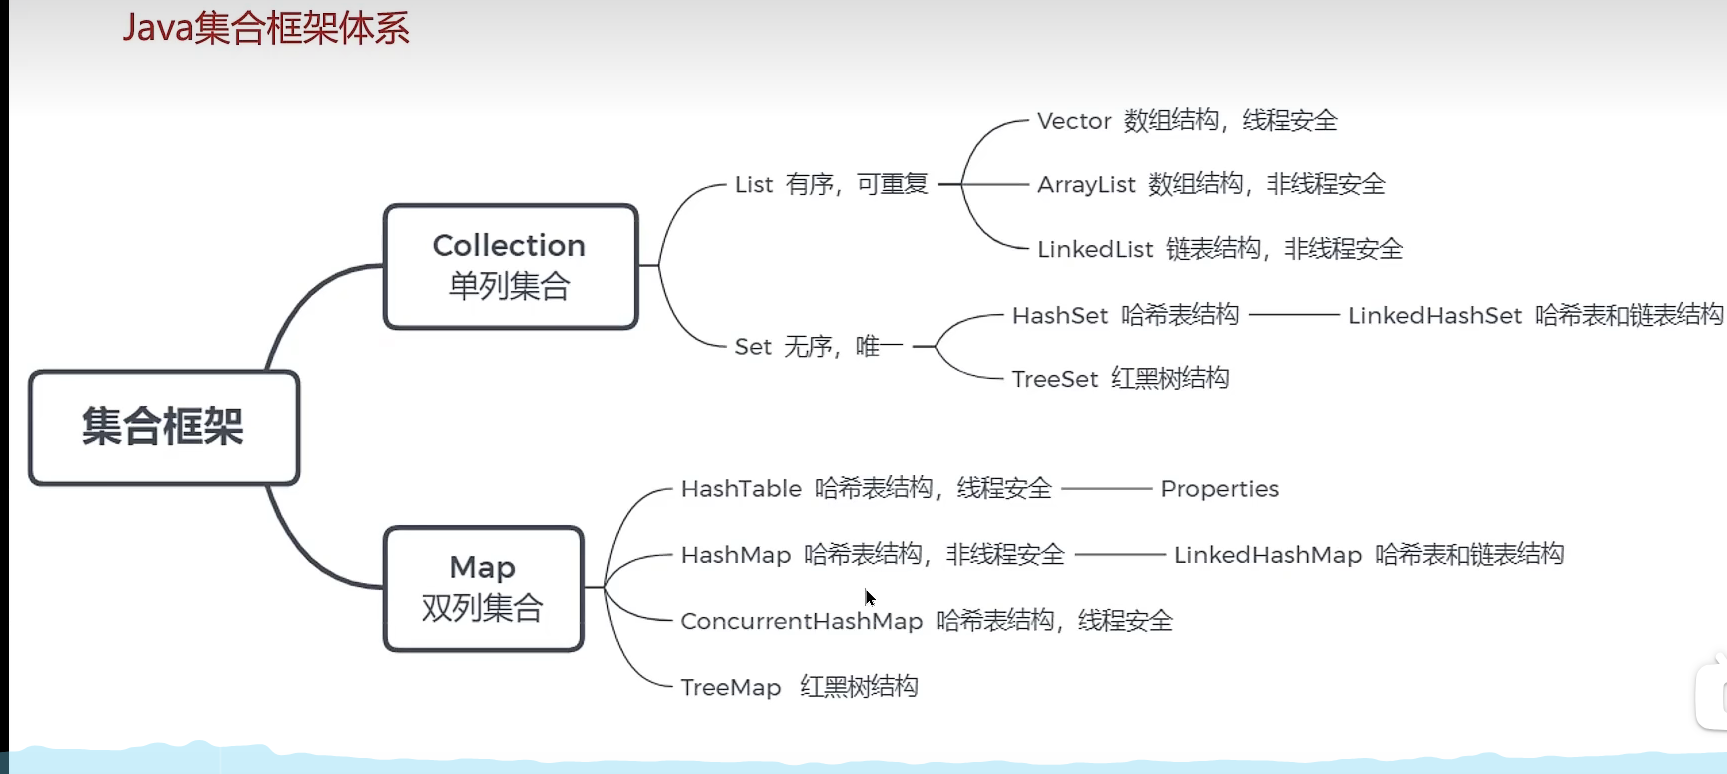 Java集合框架体系
集合框架
Collection
单列集合
List 有序，可重复
Vector 数组结构，线程安全
ArrayList 数组结构，非线程安全
LinkedList 链表结构，非线程安全
Set 无序，唯一
HashSet 哈希表结构
LinkedHashSet 哈希表和链表结构
TreeSet 红黑树结构
Map
双列集合
HashTable 哈希表结构，线程安全
Properties
HashMap 哈希表结构，非线程安全
LinkedHashMap 哈希表和链表结构
ConcurrentHashMap 哈希表结构，线程安全
TreeMap 红黑树结构